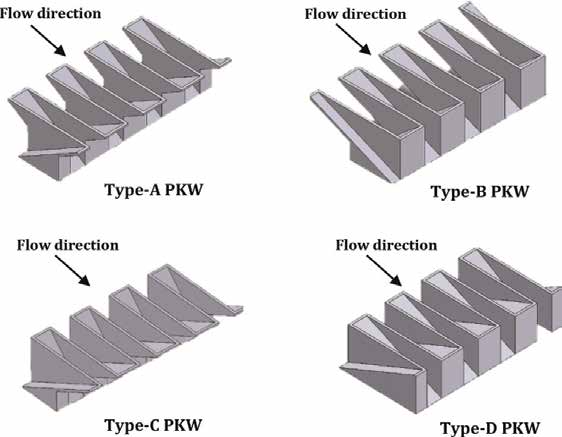 Flow direction
Flow direction
Type-A PKW
Type-B PKW
Flow direction
Flow direction
Type-C PKW
Type-D PKW